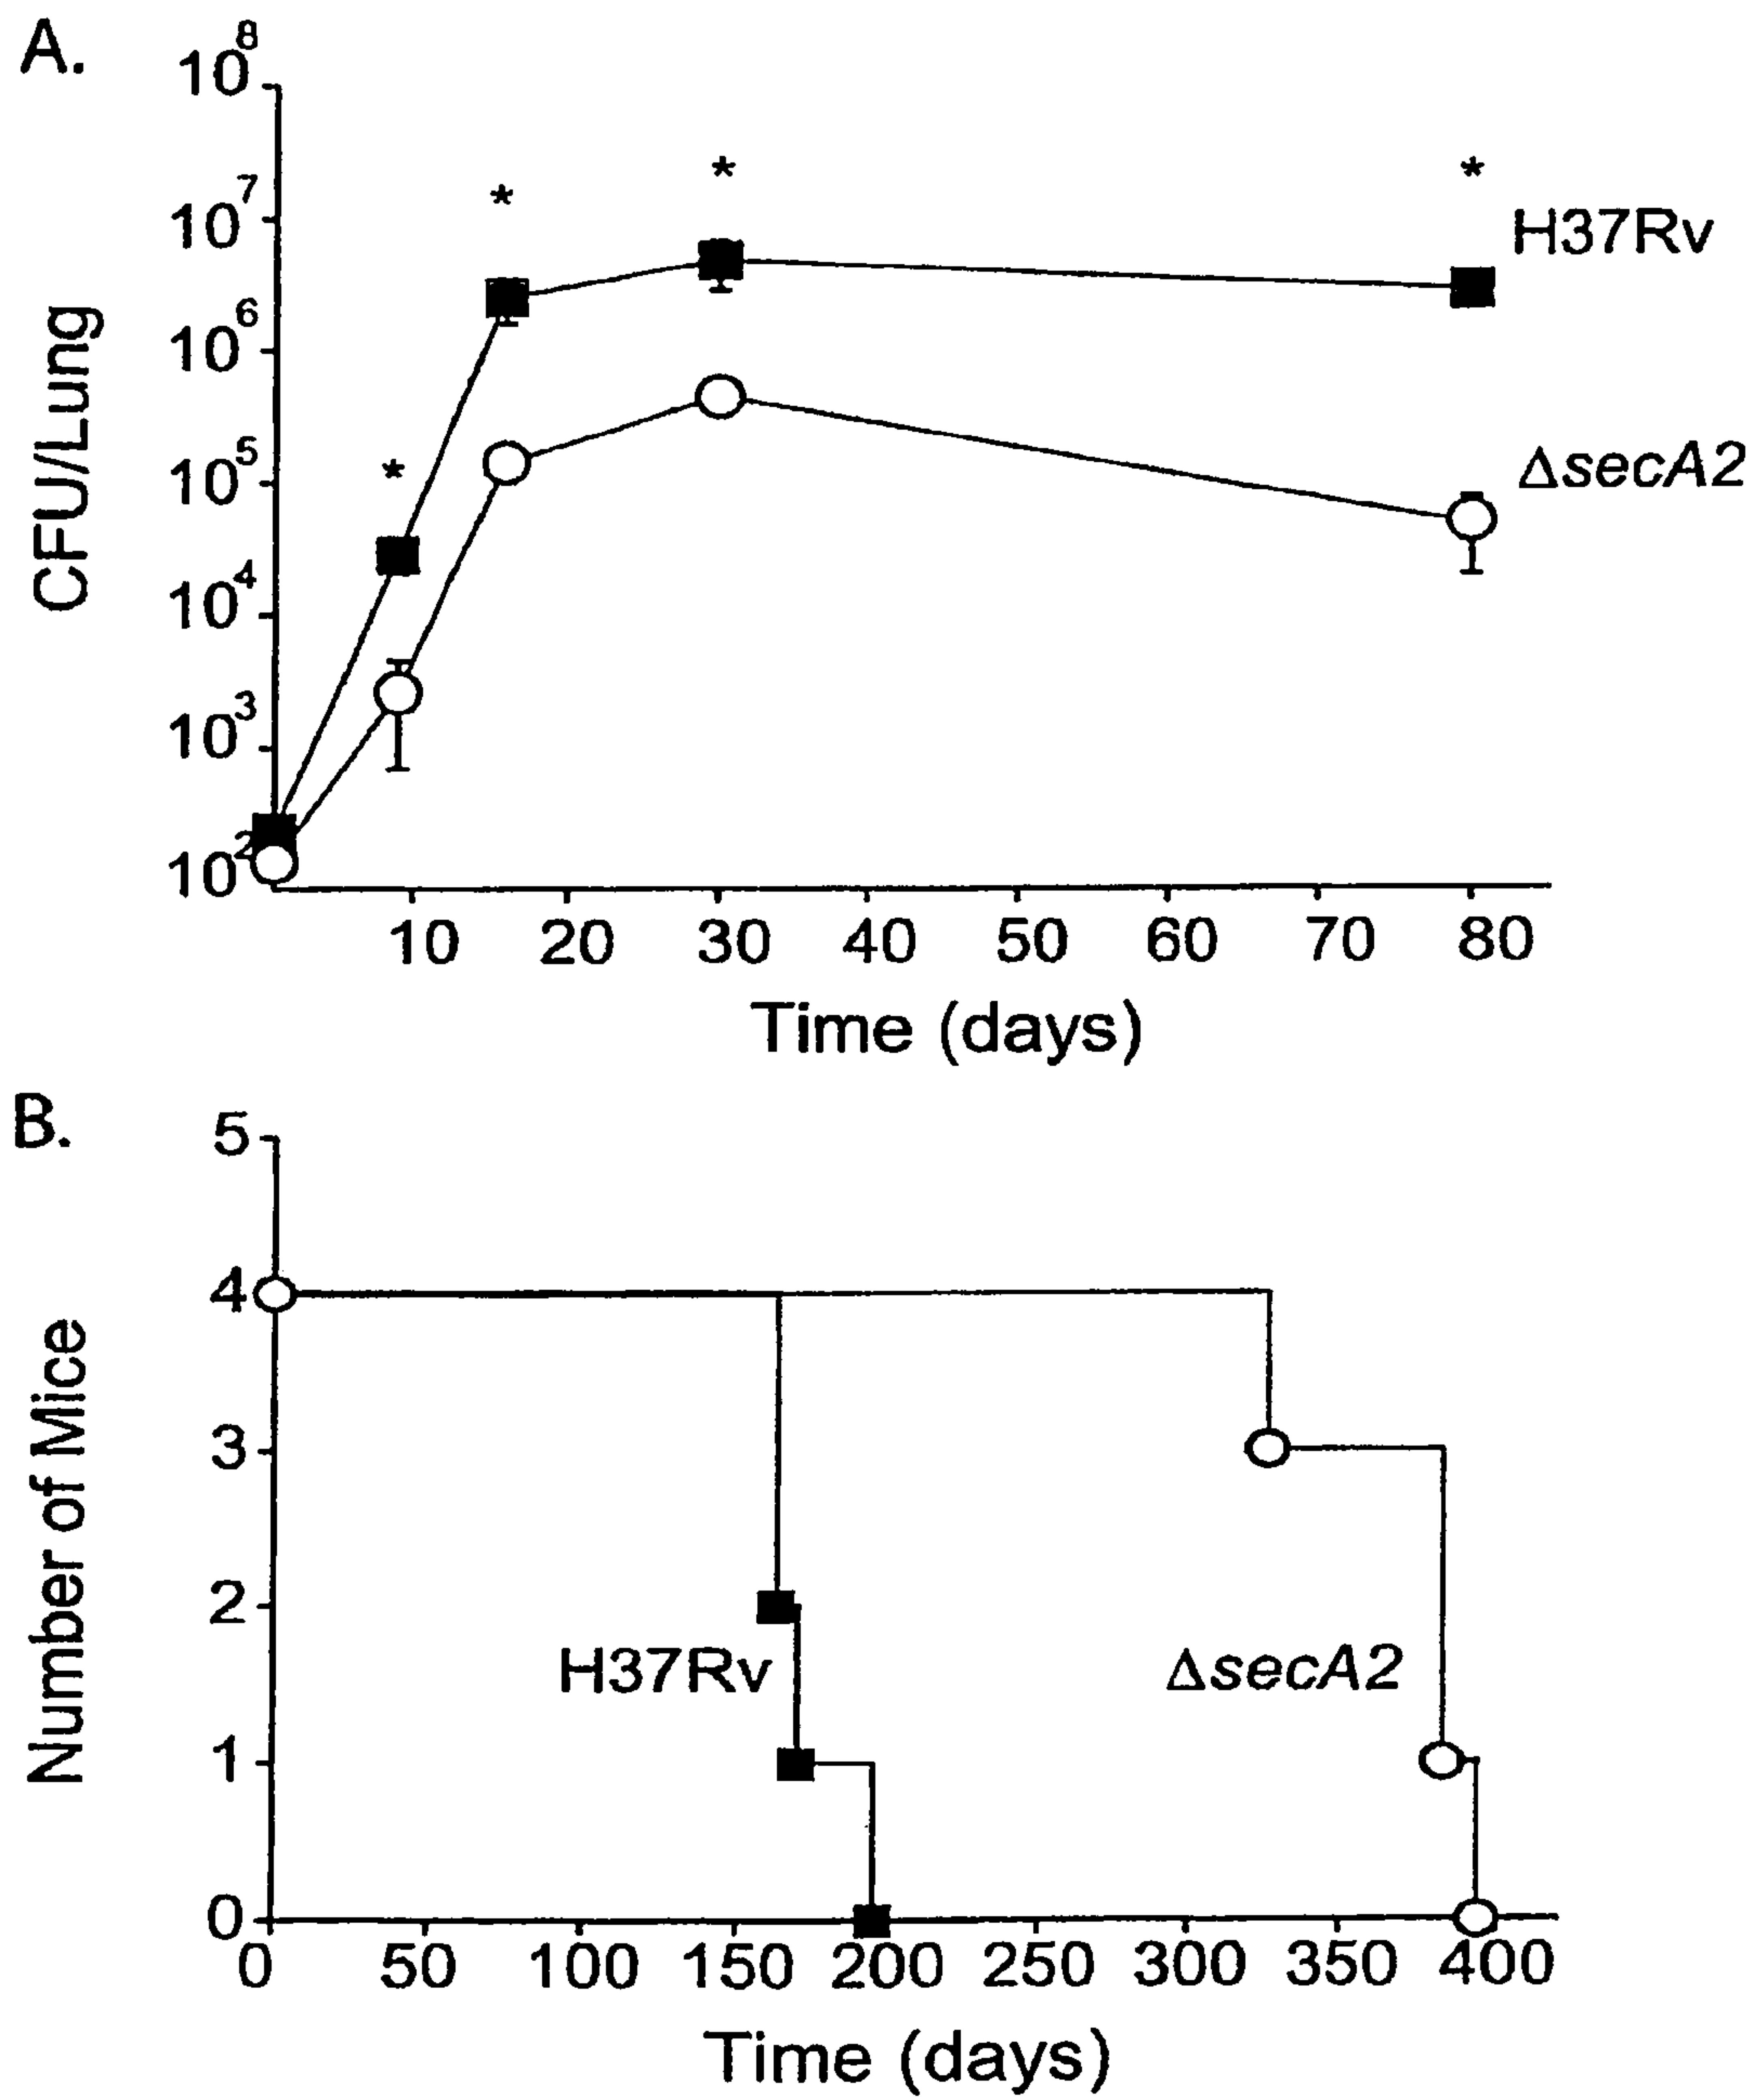 A.
10^8
*
*
*
10^7
H37Rv
10^6
CFU/Lung
*
10^5
ΔsecA2
10^4
10^3
10^2
10 20 30 40 50 60 70 80
Time (days)
B.
5
4
Number of Mice
3
2
H37Rv
ΔsecA2
1
0
0 50 100 150 200 250 300 350 400
Time (days)